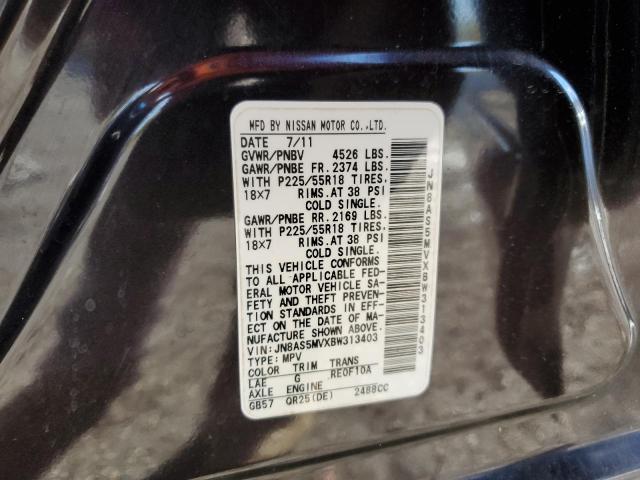 MFD BY NISSAN MOTOR CO.,LTD.
DATE 7/11
GVWR/PNBV 4526 LBS.
GAWR/PNBE FR. 2374 LBS.
WITH P225/55R18 TIRES.
18X7 RIMS.AT 38 PSI
COLD SINGLE.
GAWR/PNBE RR. 2169 LBS.
WITH P225/55R18 TIRES.
18X7 RIMS.AT 38 PSI
COLD SINGLE.
THIS VEHICLE CONFORMS
TO ALL APPLICABLE FED-
ERAL MOTOR VEHICLE SA-
FETY AND THEFT PREVEN-
TION STANDARDS IN EFF-
ECT ON THE DATE OF MA-
NUFACTURE SHOWN ABOVE.
VIN: JN8AS5MVXBW313403
TYPE: MPV
COLOR TRIM TRANS
LAE G RE0F10A
AXLE ENGINE
GB57 QR25(DE) 2488CC
JN8AS5MVXBW313403